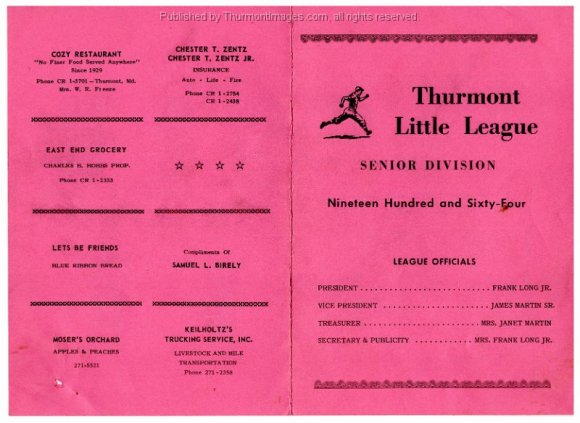 Published by Thurmontimages.com, all rights reserved.
COZY RESTAURANT
"No Finer Food Served Anywhere"
Since 1929
Phone CR 1-5701 — Thurmont, Md.
Mrs. W. R. Freeze
CHESTER T. ZENTZ
CHESTER T. ZENTZ JR.
INSURANCE
Auto - Life - Fire
Phone CR 1-2784
CR 1-2438
EAST END GROCERY
CHARLES H. HOBBS PROP.
Phone CR 1-2333
LETS BE FRIENDS
BLUE RIBBON BREAD
Compliments Of
SAMUEL L. BIRELY
MOSER'S ORCHARD
APPLES & PEACHES
271-5521
KEILHOLTZ'S
TRUCKING SERVICE, INC.
LIVESTOCK AND MILK
TRANSPORTATION
Phone 271-2358
Thurmont
Little League
SENIOR DIVISION
Nineteen Hundred and Sixty-Four
LEAGUE OFFICIALS
PRESIDENT . . . . . . . . . . . . . . . . . . . . . . . . FRANK LONG JR.
VICE PRESIDENT . . . . . . . . . . . . . . . . . . . . JAMES MARTIN SR.
TREASURER . . . . . . . . . . . . . . . . . . . . . MRS. JANET MARTIN
SECRETARY & PUBLICITY . . . . . . . . . . . . MRS. FRANK LONG JR.